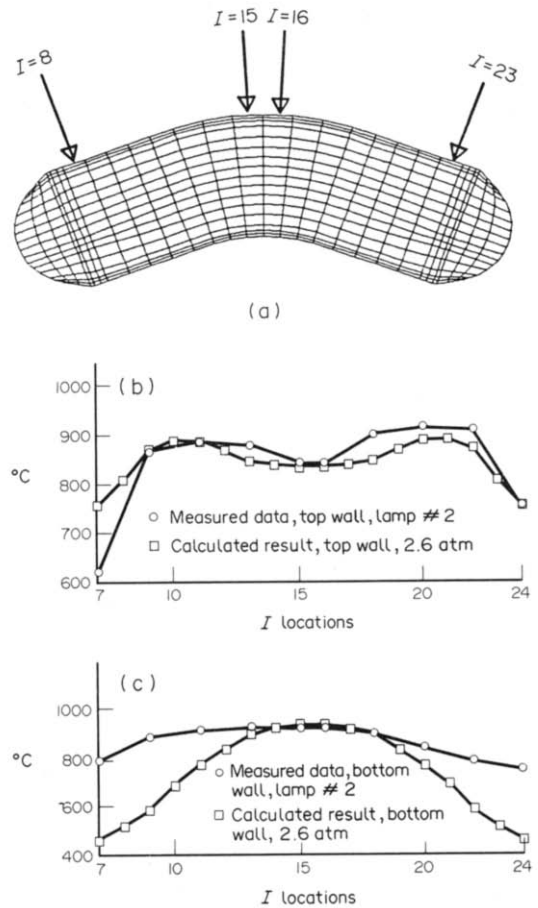 I=15 I=16
I=8
I=23
(a)
(b)
1000
900
°C
800
700
600
○ Measured data, top wall, lamp # 2
□ Calculated result, top wall, 2.6 atm
7 10 15 20 24
I locations
(c)
1000
°C
800
600
400
○ Measured data, bottom
wall, lamp # 2
□ Calculated result, bottom
wall, 2.6 atm
7 10 15 20 24
I locations